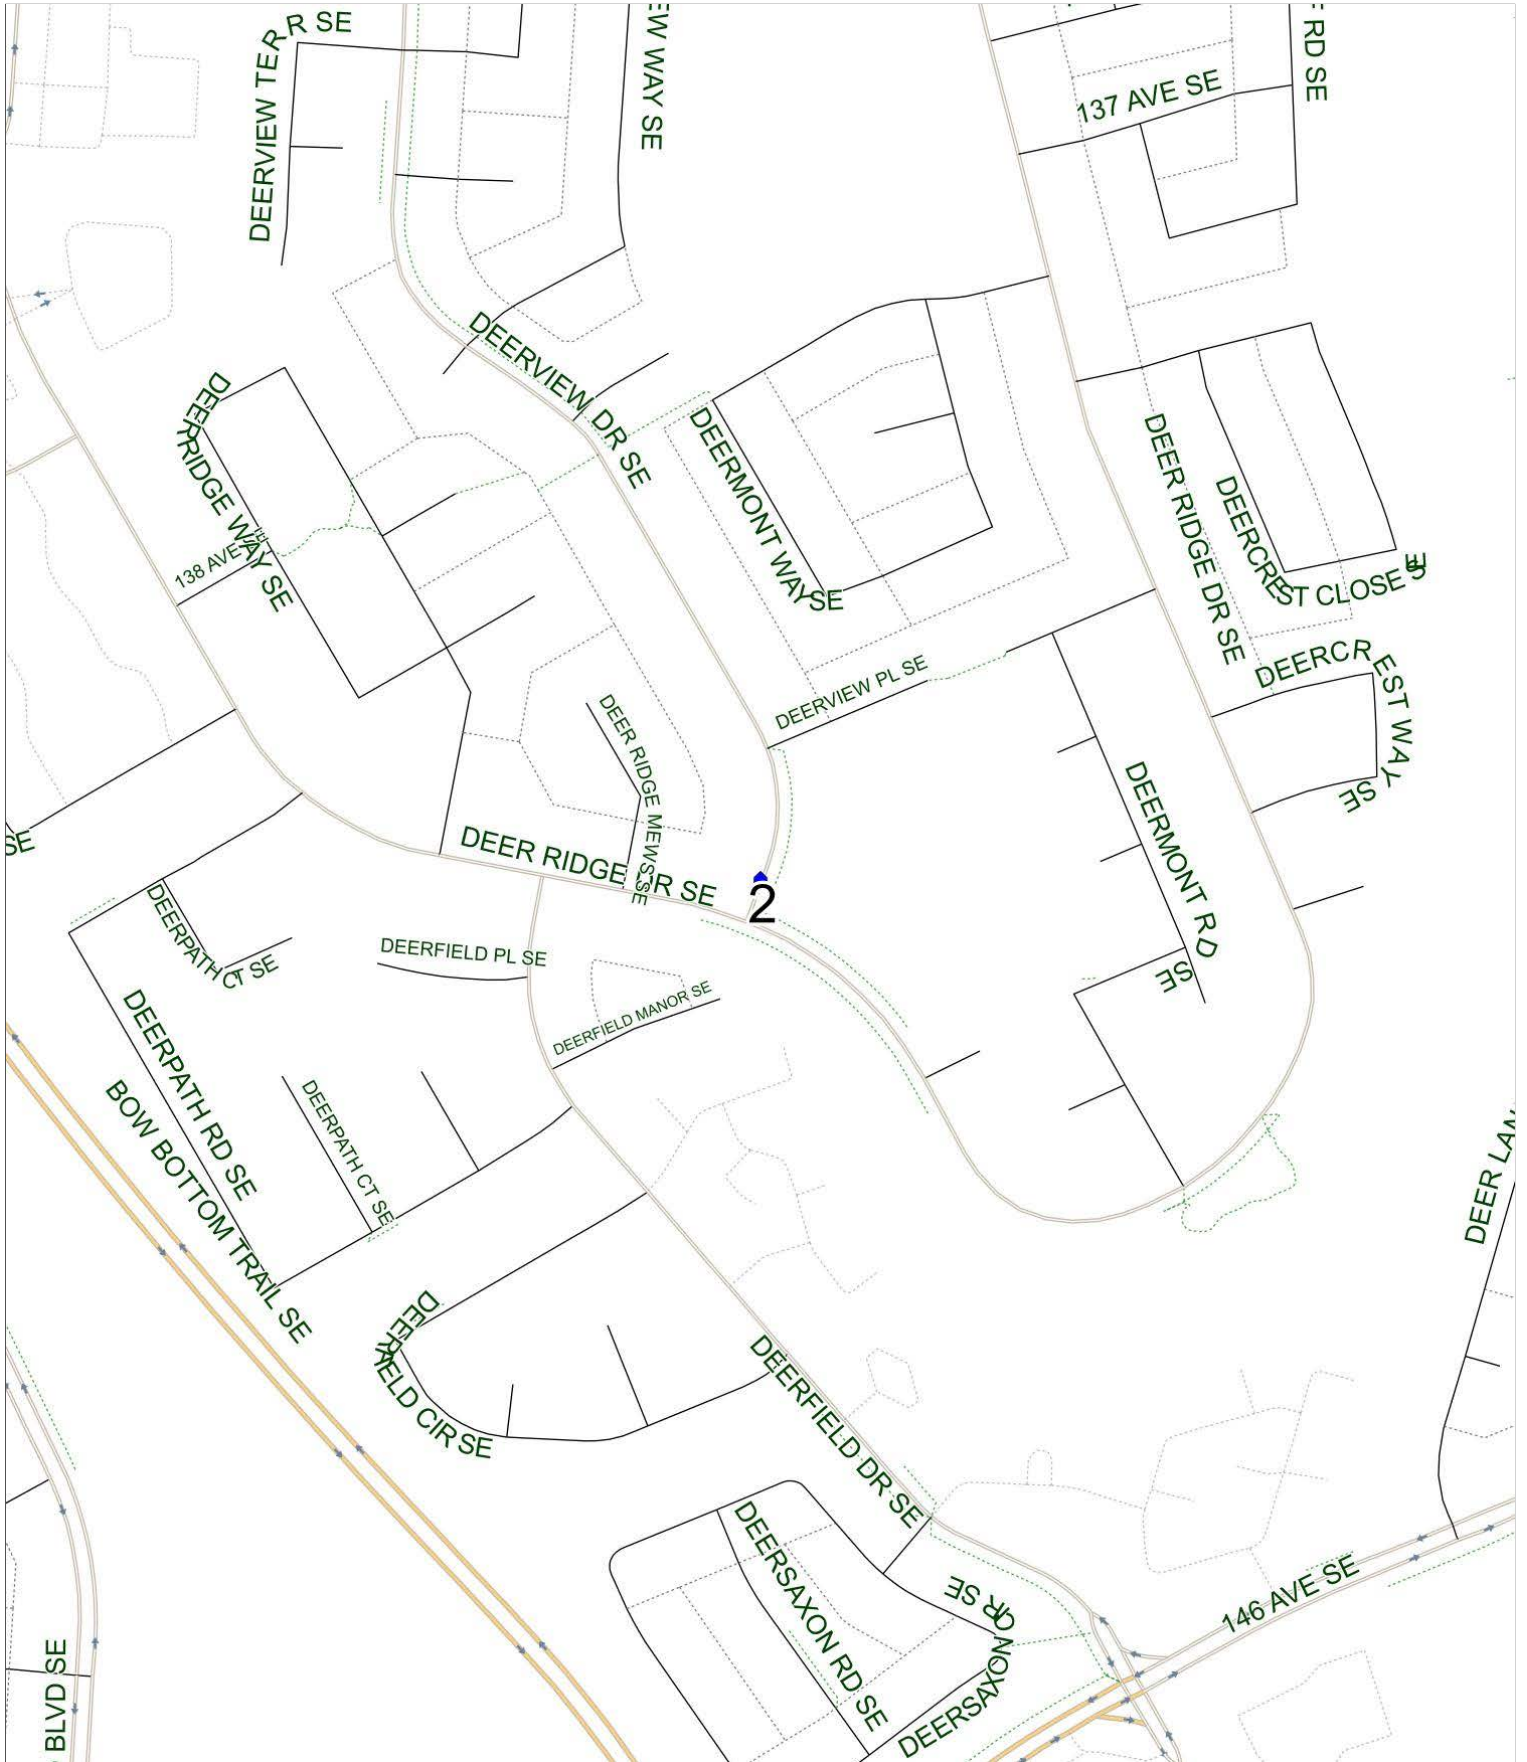 DEERVIEW TERR SE
EW WAY SE
RD SE
137 AVE SE
DEERVIEW DR SE
DEER RIDGE WAY SE
DEERMONT WAY SE
DEER RIDGE DR SE
DEERCREST CLOSE SE
138 AVE SE
DEERVIEW PL SE
DEERCREST WAY SE
DEER RIDGE MEWS SE
DEERMONT RD SE
SE
DEER RIDGE DR SE
2
DEERPATH CT SE
DEERFIELD PL SE
DEERFIELD MANOR SE
DEERPATH RD SE
DEERPATH CT SE
BOW BOTTOM TRAIL SE
DEER LAN
DEERFIELD CIR SE
DEERFIELD DR SE
DEERSAXON CIR SE
DEERSAXON RD SE
146 AVE SE
BLVD SE